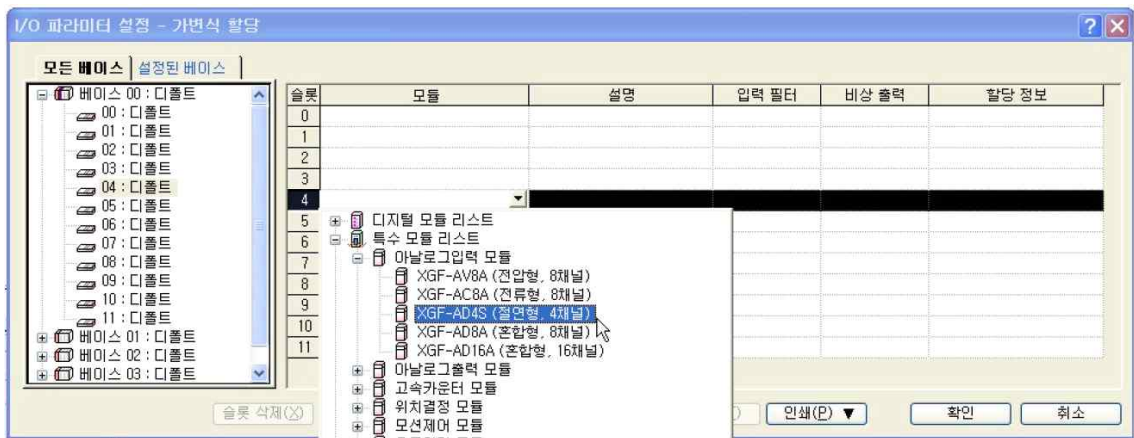 I/O 파라미터 설정 - 가변식 할당
모든 베이스 설정된 베이스
베이스 00 : 디폴트
00 : 디폴트
01 : 디폴트
02 : 디폴트
03 : 디폴트
04 : 디폴트
05 : 디폴트
06 : 디폴트
07 : 디폴트
08 : 디폴트
09 : 디폴트
10 : 디폴트
11 : 디폴트
베이스 01 : 디폴트
베이스 02 : 디폴트
베이스 03 : 디폴트
슬롯 모듈 설명 입력 필터 비상 출력 할당 정보
0
1
2
3
4
5
6
7
8
9
10
11
디지털 모듈 리스트
특수 모듈 리스트
아날로그입력 모듈
XGF-AV8A (전압형, 8채널)
XGF-AC8A (전류형, 8채널)
XGF-AD4S (절연형, 4채널)
XGF-AD8A (혼합형, 8채널)
XGF-AD16A (혼합형, 16채널)
아날로그출력 모듈
고속카운터 모듈
위치결정 모듈
모션제어 모듈
슬롯 삭제(X) 인쇄(P) ▼ 확인 취소